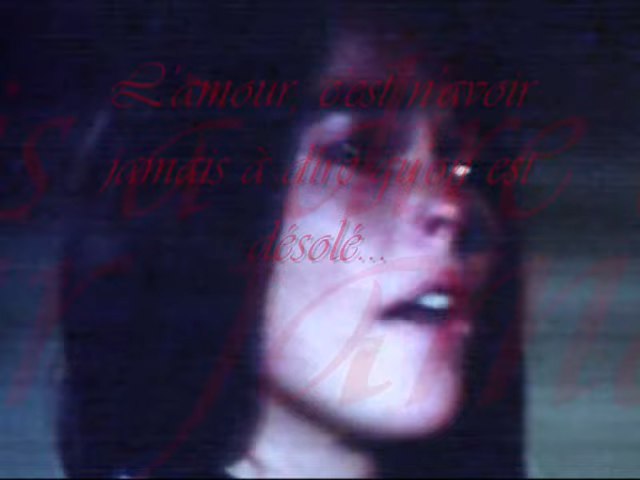 L'amour, c'est n'avoir
jamais à dire qu'on est
désolé...